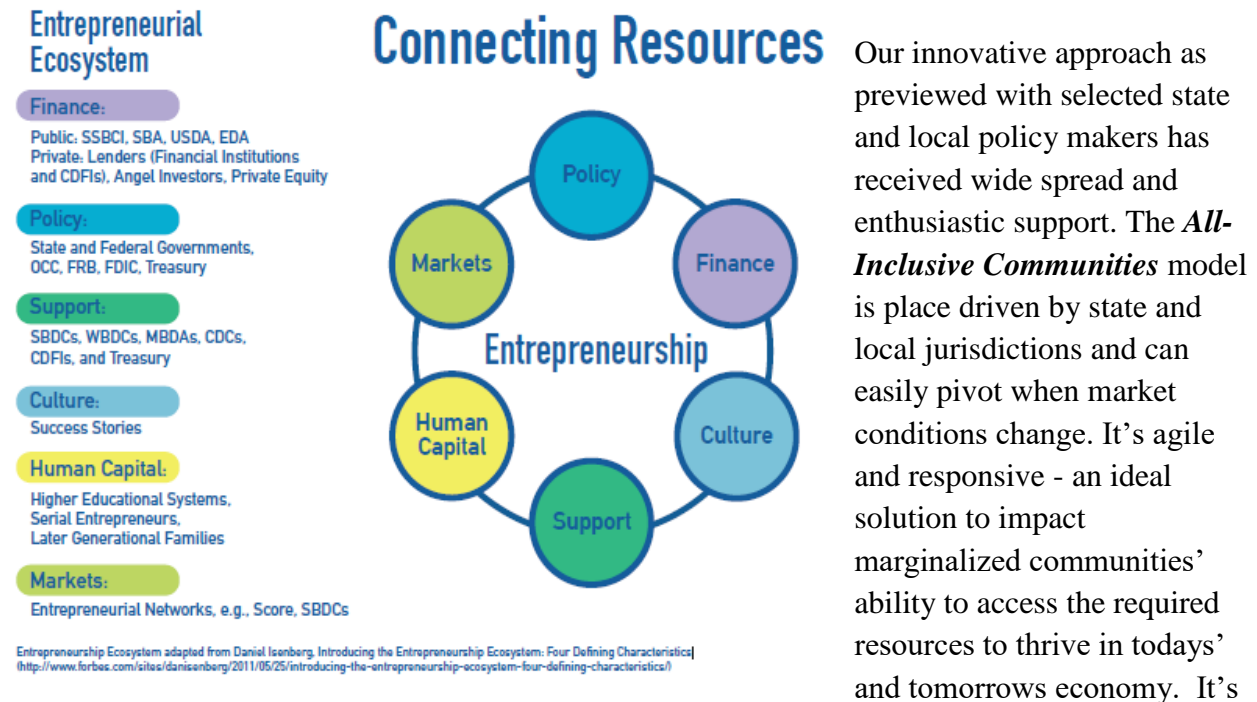 Entrepreneurial
Ecosystem
Finance:
Public: SSBCI, SBA, USDA, EDA
Private: Lenders (Financial Institutions
and CDFIs), Angel Investors, Private Equity
Policy:
State and Federal Governments,
OCC, FRB, FDIC, Treasury
Support:
SBDCs, WBDCs, MBDAs, CDCs,
CDFIs, and Treasury
Culture:
Success Stories
Human Capital:
Higher Educational Systems,
Serial Entrepreneurs,
Later Generational Families
Markets:
Entrepreneurial Networks, e.g., Score, SBDCs
Connecting Resources
Policy
Markets
Finance
Entrepreneurship
Human
Capital
Culture
Support
Entrepreneurship Ecosystem adapted from Daniel Isenberg. Introducing the Entrepreneurship Ecosystem: Four Defining Characteristics
(http://www.forbes.com/sites/danisenberg/2011/05/25/introducing-the-entrepreneurship-ecosystem-four-defining-characteristics/)
Our innovative approach as
previewed with selected state
and local policy makers has
received wide spread and
enthusiastic support. The All-
Inclusive Communities model
is place driven by state and
local jurisdictions and can
easily pivot when market
conditions change. It’s agile
and responsive - an ideal
solution to impact
marginalized communities’
ability to access the required
resources to thrive in todays’
and tomorrows economy. It’s